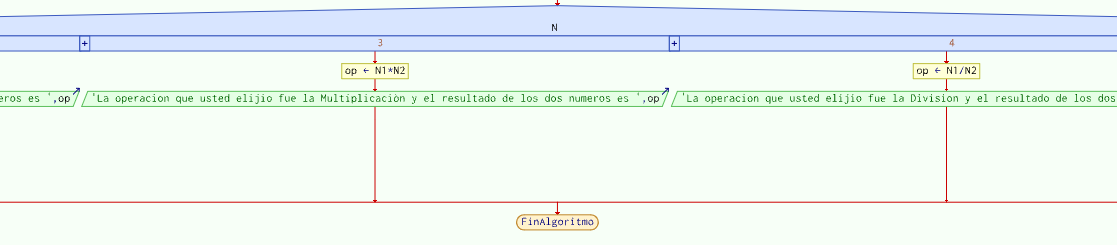 N
+ 3 + 4
op ← N1*N2 op ← N1/N2
eros es ',op 'La operacion que usted elijio fue la Multiplicaciòn y el resultado de los dos numeros es ',op 'La operacion que usted elijio fue la Division y el resultado de los dos
FinAlgoritmo